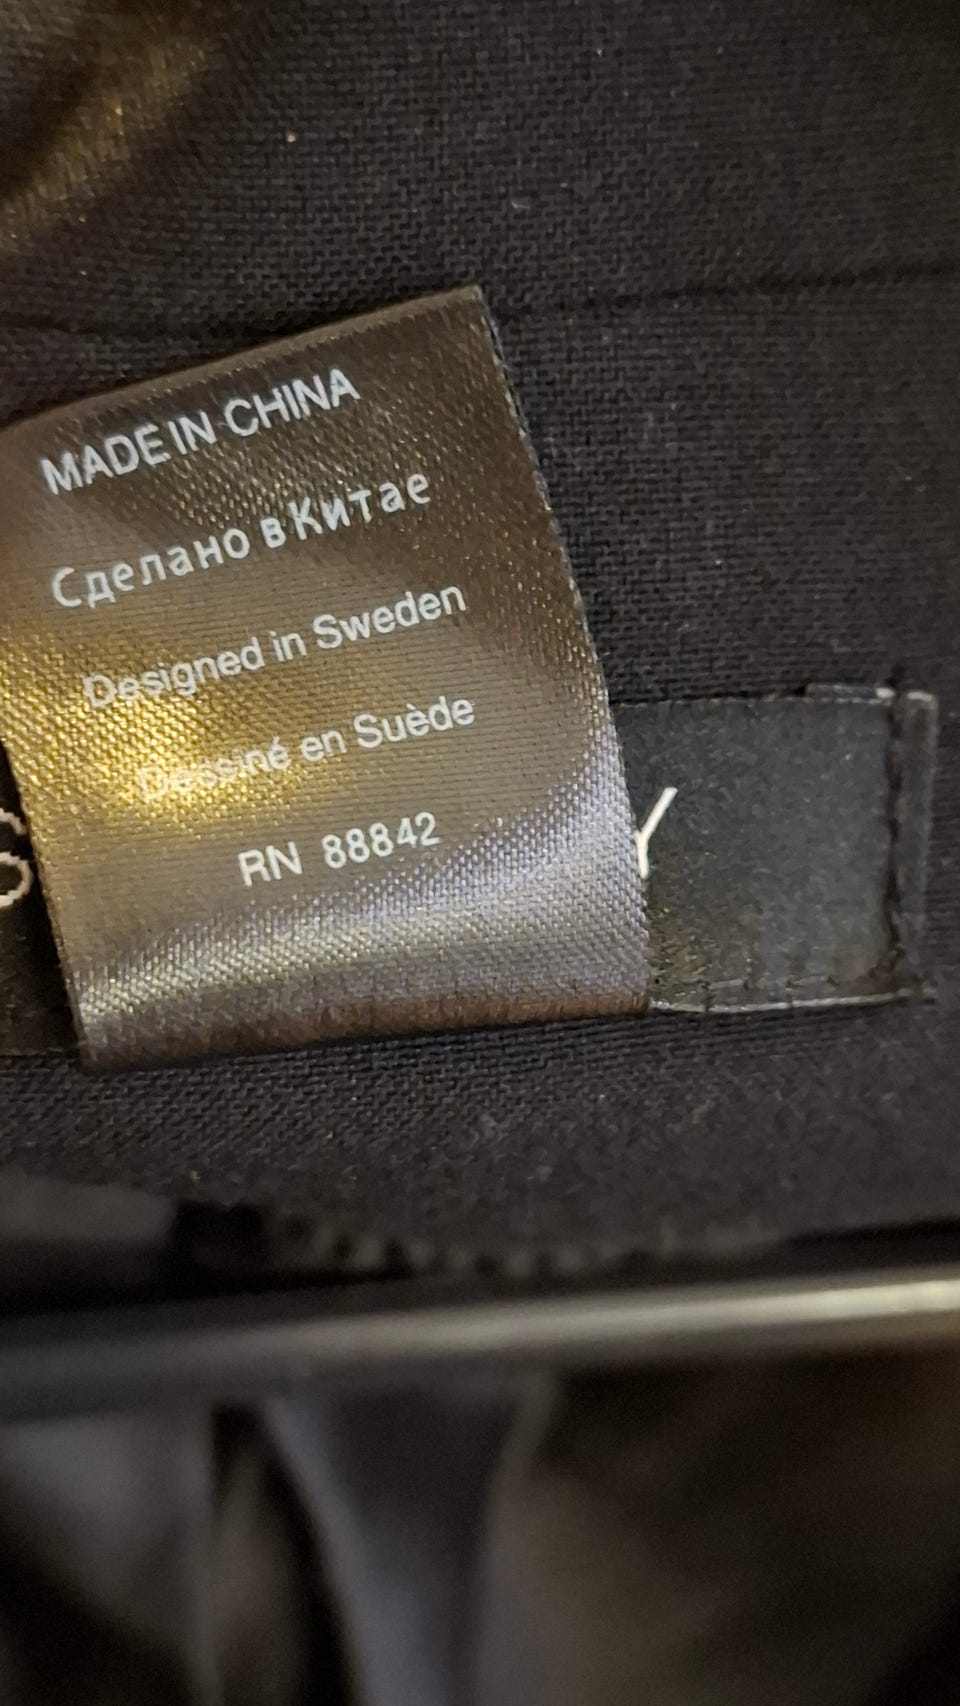 MADE IN CHINA
Сделано в Китае
Designed in Sweden
Dessiné en Suède
RN 88842
Y